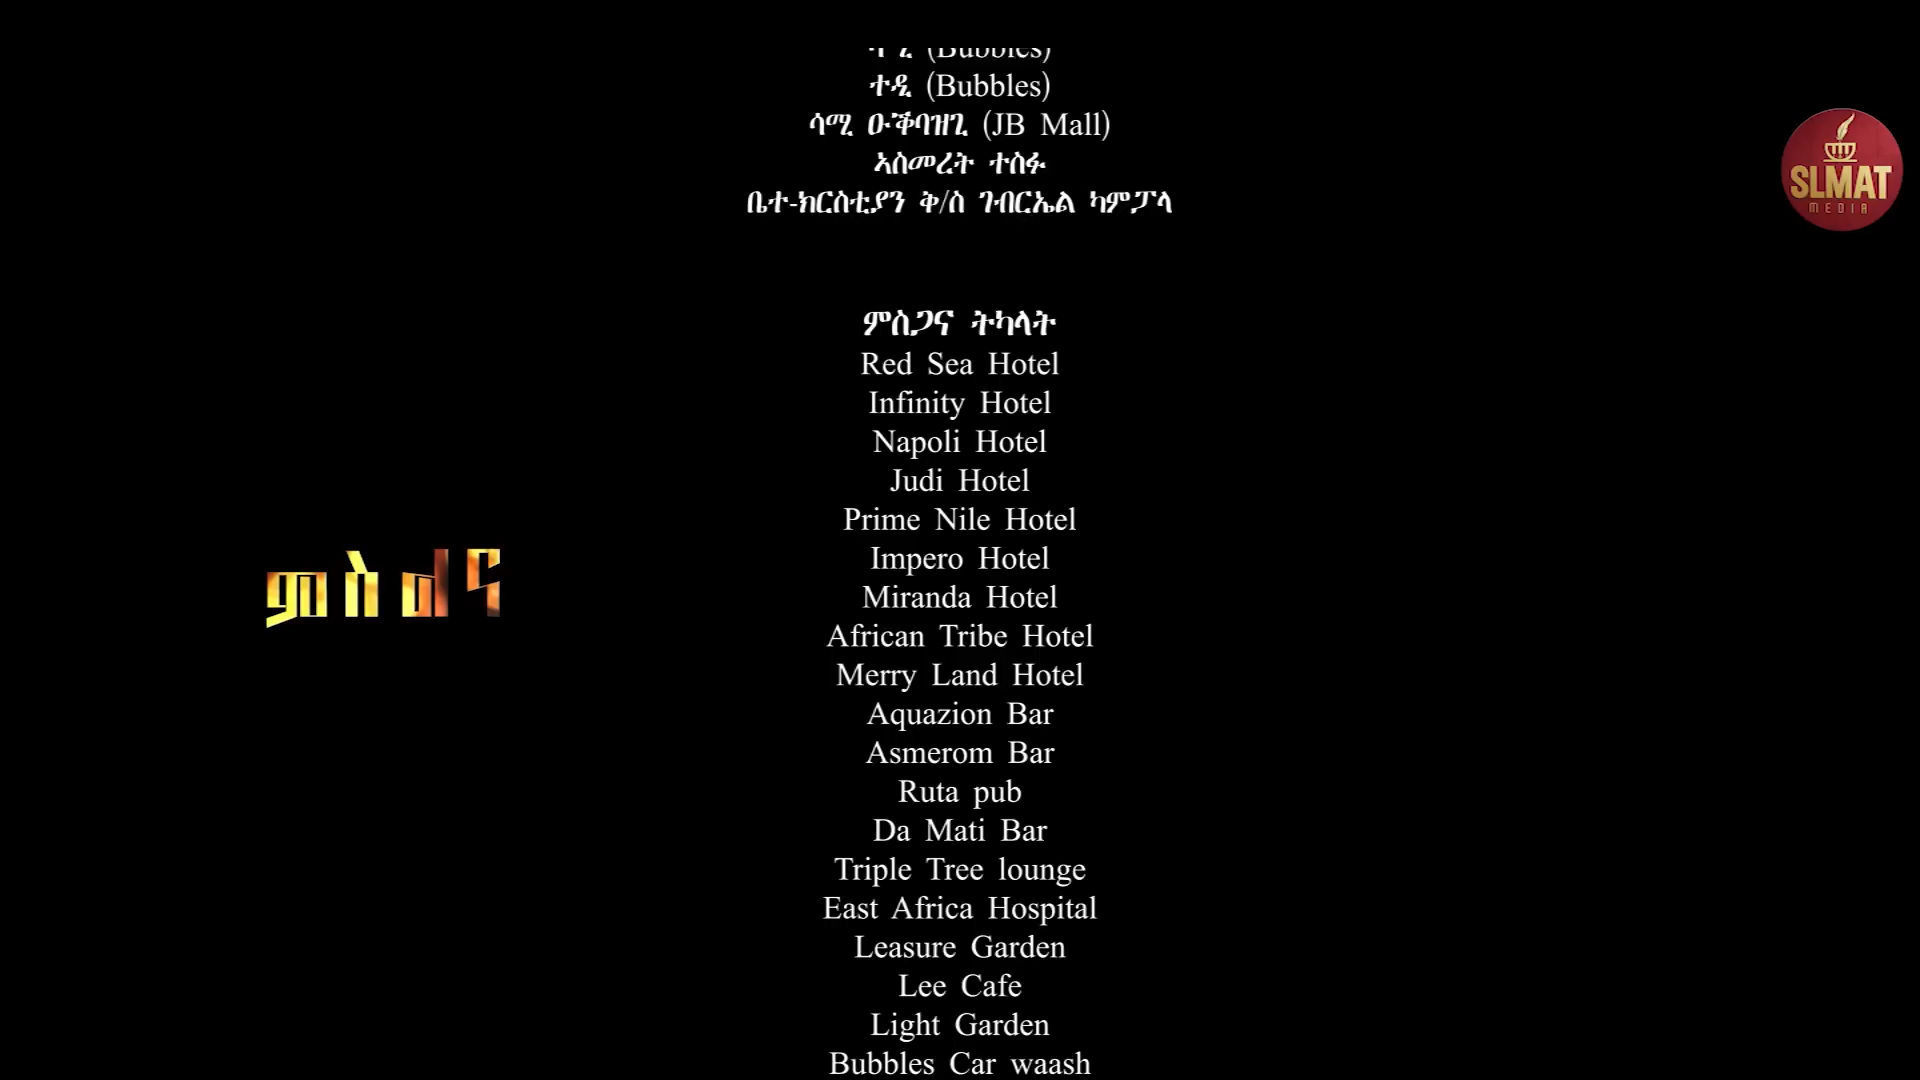 (Bubbles)
ተዲ (Bubbles)
ሳሚ ዑቕባዝጊ (JB Mall)
ኣስመረት ተስፉ
ቤተ-ክርስቲያን ቅ/ስ ገብርኤል ካምፓላ
SLMAT
MEDIA
ምስጋና ትካላት
Red Sea Hotel
Infinity Hotel
Napoli Hotel
Judi Hotel
Prime Nile Hotel
Impero Hotel
ምስልና
Miranda Hotel
African Tribe Hotel
Merry Land Hotel
Aquazion Bar
Asmerom Bar
Ruta pub
Da Mati Bar
Triple Tree lounge
East Africa Hospital
Leasure Garden
Lee Cafe
Light Garden
Bubbles Car waash